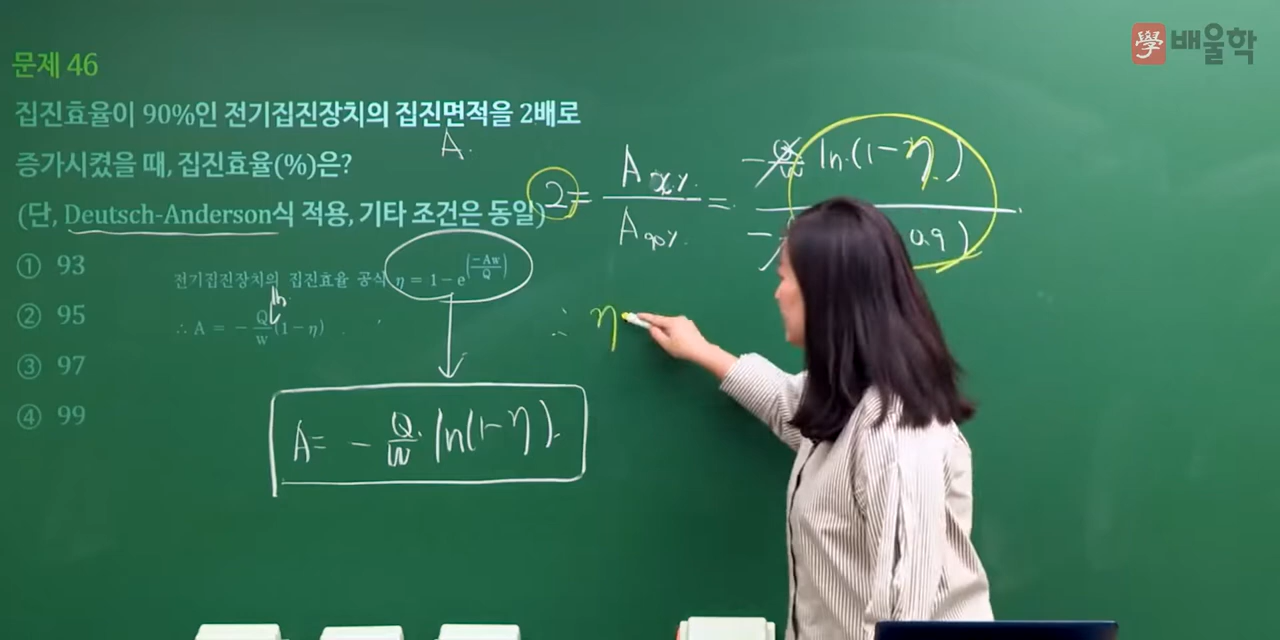 學 배울학
문제 46
집진효율이 90%인 전기집진장치의 집진면적을 2배로
증가시켰을 때, 집진효율(%)은?
(단, Deutsch-Anderson식 적용, 기타 조건은 동일)
① 93
② 95
③ 97
④ 99
전기집진장치의 집진효율 공식 η = 1 − e^(−Aw/Q)
∴ A = − Q/w (1 − η)
ln
A.
A = − Q/w ln(1−η).
2 = A x% / A 90% = − Q/w ln(1−η) / − 0.9)
∴ η